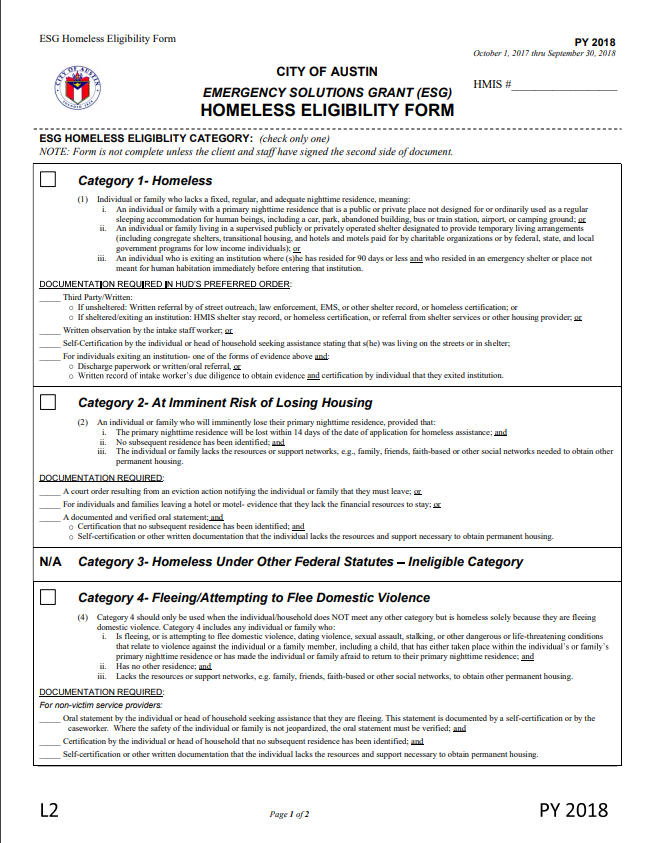 ESG Homeless Eligibility Form
PY 2018
October 1, 2017 thru September 30, 2018
CITY OF AUSTIN
HMIS #___________________
EMERGENCY SOLUTIONS GRANT (ESG)
HOMELESS ELIGIBILITY FORM
ESG HOMELESS ELIGIBLITY CATEGORY: (check only one)
NOTE: Form is not complete unless the client and staff have signed the second side of document.
Category 1- Homeless
(1) Individual or family who lacks a fixed, regular, and adequate nighttime residence, meaning:
i. An individual or family with a primary nighttime residence that is a public or private place not designed for or ordinarily used as a regular
sleeping accommodation for human beings, including a car, park, abandoned building, bus or train station, airport, or camping ground; or
ii. An individual or family living in a supervised publicly or privately operated shelter designated to provide temporary living arrangements
(including congregate shelters, transitional housing, and hotels and motels paid for by charitable organizations or by federal, state, and local
government programs for low income individuals); or
iii. An individual who is exiting an institution where (s)he has resided for 90 days or less and who resided in an emergency shelter or place not
meant for human habitation immediately before entering that institution.
DOCUMENTATION REQUIRED IN HUD'S PREFERRED ORDER:
_____ Third Party/Written:
○ If unsheltered: Written referral by of street outreach, law enforcement, EMS, or other shelter record, or homeless certification; or
○ If sheltered/exiting an institution: HMIS shelter stay record, or homeless certification, or referral from shelter services or other housing provider; or
_____ Written observation by the intake staff worker; or
_____ Self-Certification by the individual or head of household seeking assistance stating that s(he) was living on the streets or in shelter;
_____ For individuals exiting an institution- one of the forms of evidence above and:
○ Discharge paperwork or written/oral referral, or
○ Written record of intake worker's due diligence to obtain evidence and certification by individual that they exited institution.
Category 2- At Imminent Risk of Losing Housing
(2) An individual or family who will imminently lose their primary nighttime residence, provided that:
i. The primary nighttime residence will be lost within 14 days of the date of application for homeless assistance; and
ii. No subsequent residence has been identified; and
iii. The individual or family lacks the resources or support networks, e.g., family, friends, faith-based or other social networks needed to obtain other
permanent housing.
DOCUMENTATION REQUIRED:
_____ A court order resulting from an eviction action notifying the individual or family that they must leave; or
_____ For individuals and families leaving a hotel or motel- evidence that they lack the financial resources to stay; or
_____ A documented and verified oral statement; and
○ Certification that no subsequent residence has been identified; and
○ Self-certification or other written documentation that the individual lacks the resources and support necessary to obtain permanent housing.
N/A Category 3- Homeless Under Other Federal Statutes – Ineligible Category
Category 4- Fleeing/Attempting to Flee Domestic Violence
(4) Category 4 should only be used when the individual/household does NOT meet any other category but is homeless solely because they are fleeing
domestic violence. Category 4 includes any individual or family who:
i. Is fleeing, or is attempting to flee domestic violence, dating violence, sexual assault, stalking, or other dangerous or life-threatening conditions
that relate to violence against the individual or a family member, including a child, that has either taken place within the individual's or family's
primary nighttime residence or has made the individual or family afraid to return to their primary nighttime residence; and
ii. Has no other residence; and
iii. Lacks the resources or support networks, e.g. family, friends, faith-based or other social networks, to obtain other permanent housing.
DOCUMENTATION REQUIRED:
For non-victim service providers:
_____ Oral statement by the individual or head of household seeking assistance that they are fleeing. This statement is documented by a self-certification or by the
caseworker. Where the safety of the individual or family is not jeopardized, the oral statement must be verified; and
_____ Certification by the individual or head of household that no subsequent residence has been identified; and
_____ Self-certification or other written documentation that the individual lacks the resources and support necessary to obtain permanent housing.
L2
Page 1 of 2
PY 2018